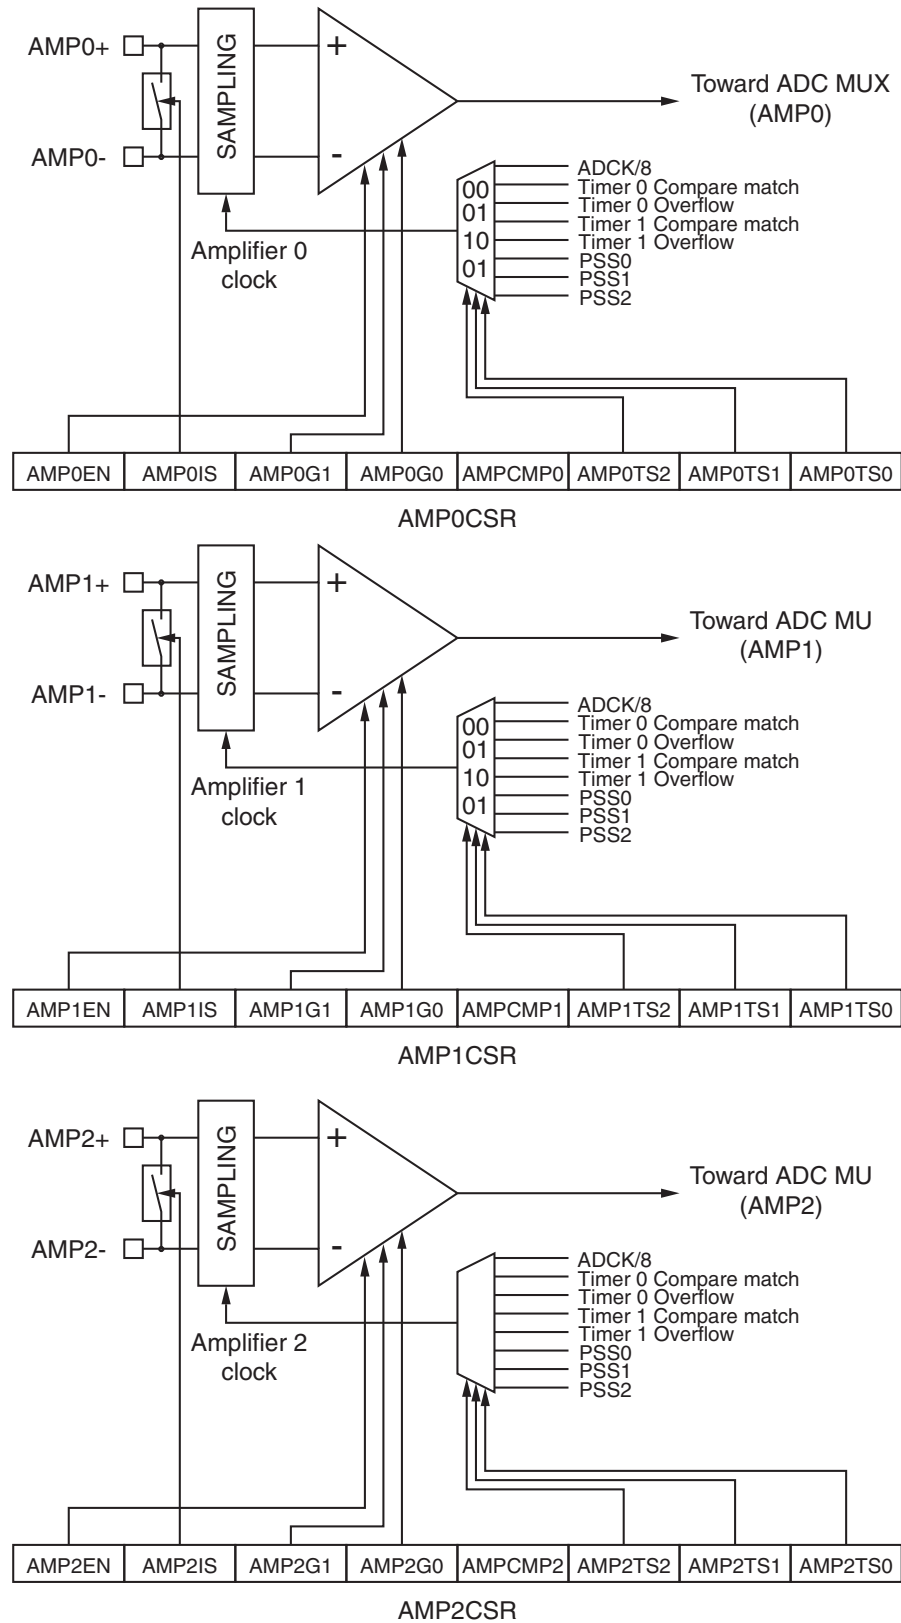 AMP0+
SAMPLING
+
Toward ADC MUX
(AMP0)
AMP0-
-
ADCK/8
00
Timer 0 Compare match
01
Timer 0 Overflow
Timer 1 Compare match
10
Timer 1 Overflow
01
PSS0
PSS1
PSS2
Amplifier 0
clock
AMP0EN AMP0IS AMP0G1 AMP0G0 AMPCMP0 AMP0TS2 AMP0TS1 AMP0TS0
AMP0CSR
AMP1+
SAMPLING
+
Toward ADC MU
(AMP1)
AMP1-
-
ADCK/8
00
Timer 0 Compare match
01
Timer 0 Overflow
Timer 1 Compare match
10
Timer 1 Overflow
01
PSS0
PSS1
PSS2
Amplifier 1
clock
AMP1EN AMP1IS AMP1G1 AMP1G0 AMPCMP1 AMP1TS2 AMP1TS1 AMP1TS0
AMP1CSR
AMP2+
SAMPLING
+
Toward ADC MU
(AMP2)
AMP2-
-
ADCK/8
Timer 0 Compare match
Timer 0 Overflow
Timer 1 Compare match
Timer 1 Overflow
PSS0
PSS1
PSS2
Amplifier 2
clock
AMP2EN AMP2IS AMP2G1 AMP2G0 AMPCMP2 AMP2TS2 AMP2TS1 AMP2TS0
AMP2CSR